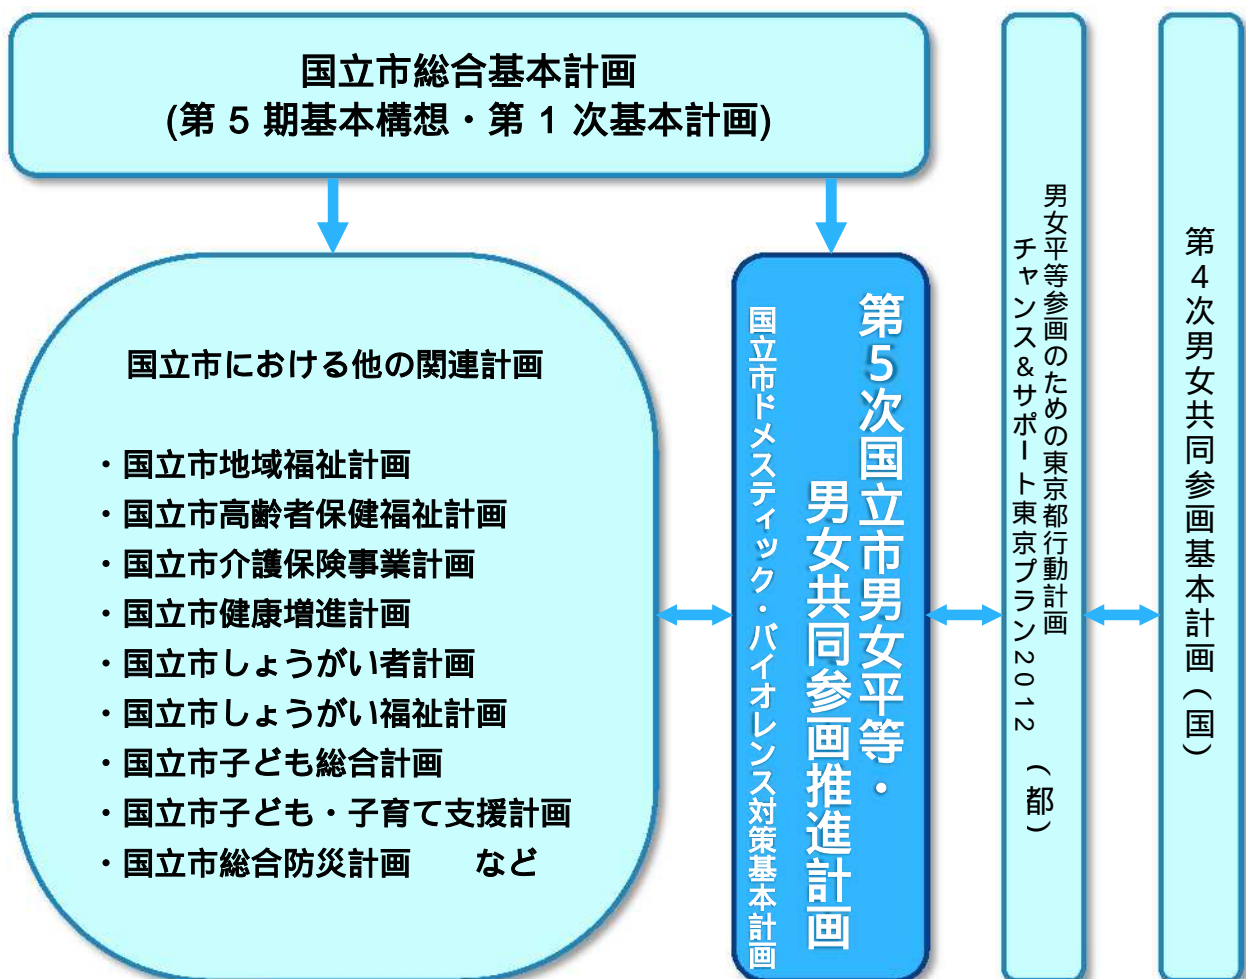 国立市総合基本計画
(第 5 期基本構想・第 1 次基本計画)
国立市における他の関連計画
・国立市地域福祉計画
・国立市高齢者保健福祉計画
・国立市介護保険事業計画
・国立市健康増進計画
・国立市しょうがい者計画
・国立市しょうがい福祉計画
・国立市子ども総合計画
・国立市子ども・子育て支援計画
・国立市総合防災計画　　など
第5次国立市男女平等・
男女共同参画推進計画
国立市ドメスティック・バイオレンス対策基本計画
男女平等参画のための東京都行動計画
チャンス&サポート東京プラン2012 (都)
第4次男女共同参画基本計画(国)